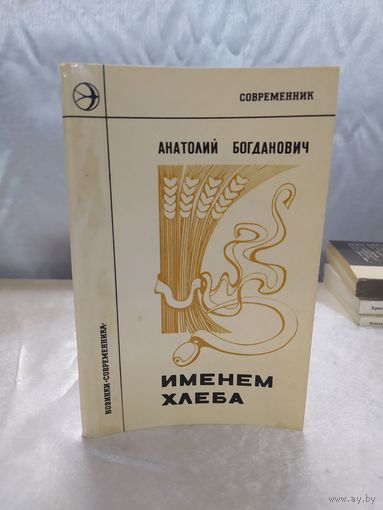 СОВРЕМЕННИК
АНАТОЛИЙ БОГДАНОВИЧ
НОВИНКИ «СОВРЕМЕННИКА»
ИМЕНЕМ
ХЛЕБА
www.ay.by